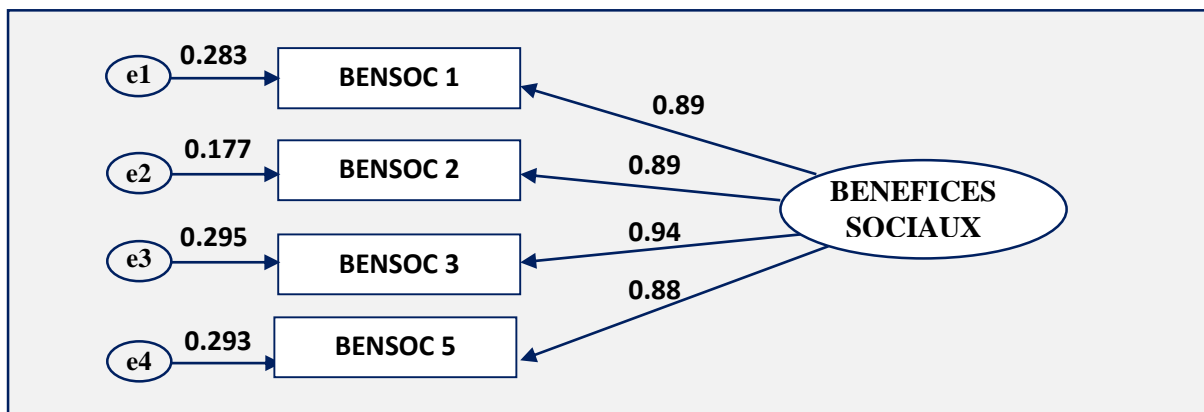 0.283
e1
BENSOC 1
0.89
0.177
e2
BENSOC 2
0.89
BENEFICES
SOCIAUX
0.295
e3
BENSOC 3
0.94
0.293
e4
BENSOC 5
0.88